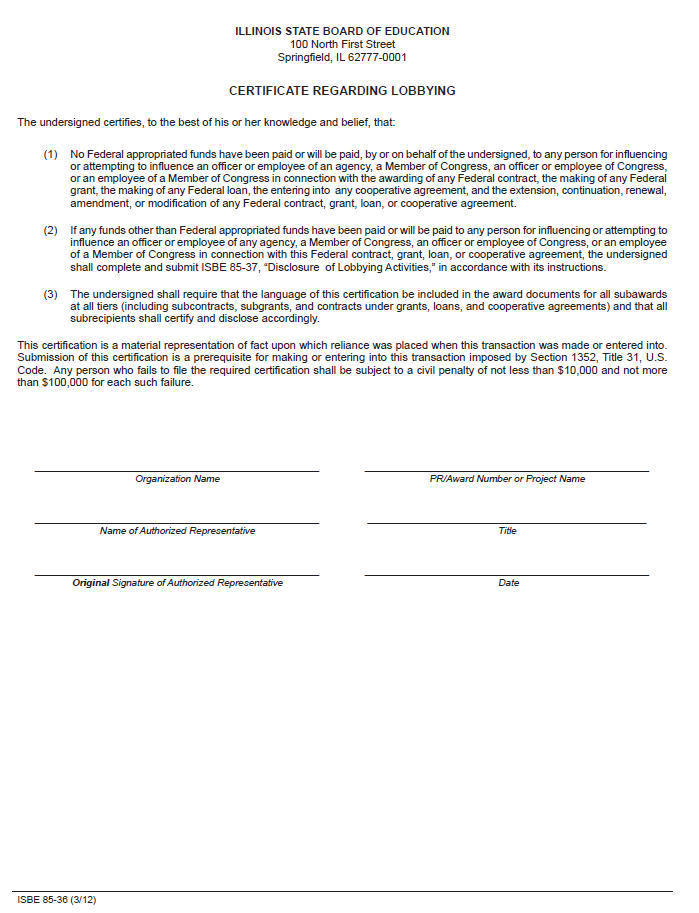 ILLINOIS STATE BOARD OF EDUCATION
100 North First Street
Springfield, IL 62777-0001
CERTIFICATE REGARDING LOBBYING
The undersigned certifies, to the best of his or her knowledge and belief, that:
(1) No Federal appropriated funds have been paid or will be paid, by or on behalf of the undersigned, to any person for influencing
or attempting to influence an officer or employee of an agency, a Member of Congress, an officer or employee of Congress,
or an employee of a Member of Congress in connection with the awarding of any Federal contract, the making of any Federal
grant, the making of any Federal loan, the entering into any cooperative agreement, and the extension, continuation, renewal,
amendment, or modification of any Federal contract, grant, loan, or cooperative agreement.
(2) If any funds other than Federal appropriated funds have been paid or will be paid to any person for influencing or attempting to
influence an officer or employee of any agency, a Member of Congress, an officer or employee of Congress, or an employee
of a Member of Congress in connection with this Federal contract, grant, loan, or cooperative agreement, the undersigned
shall complete and submit ISBE 85-37, “Disclosure of Lobbying Activities,” in accordance with its instructions.
(3) The undersigned shall require that the language of this certification be included in the award documents for all subawards
at all tiers (including subcontracts, subgrants, and contracts under grants, loans, and cooperative agreements) and that all
subrecipients shall certify and disclose accordingly.
This certification is a material representation of fact upon which reliance was placed when this transaction was made or entered into.
Submission of this certification is a prerequisite for making or entering into this transaction imposed by Section 1352, Title 31, U.S.
Code. Any person who fails to file the required certification shall be subject to a civil penalty of not less than $10,000 and not more
than $100,000 for each such failure.
Organization Name
PR/Award Number or Project Name
Name of Authorized Representative
Title
Original Signature of Authorized Representative
Date
ISBE 85-36 (3/12)